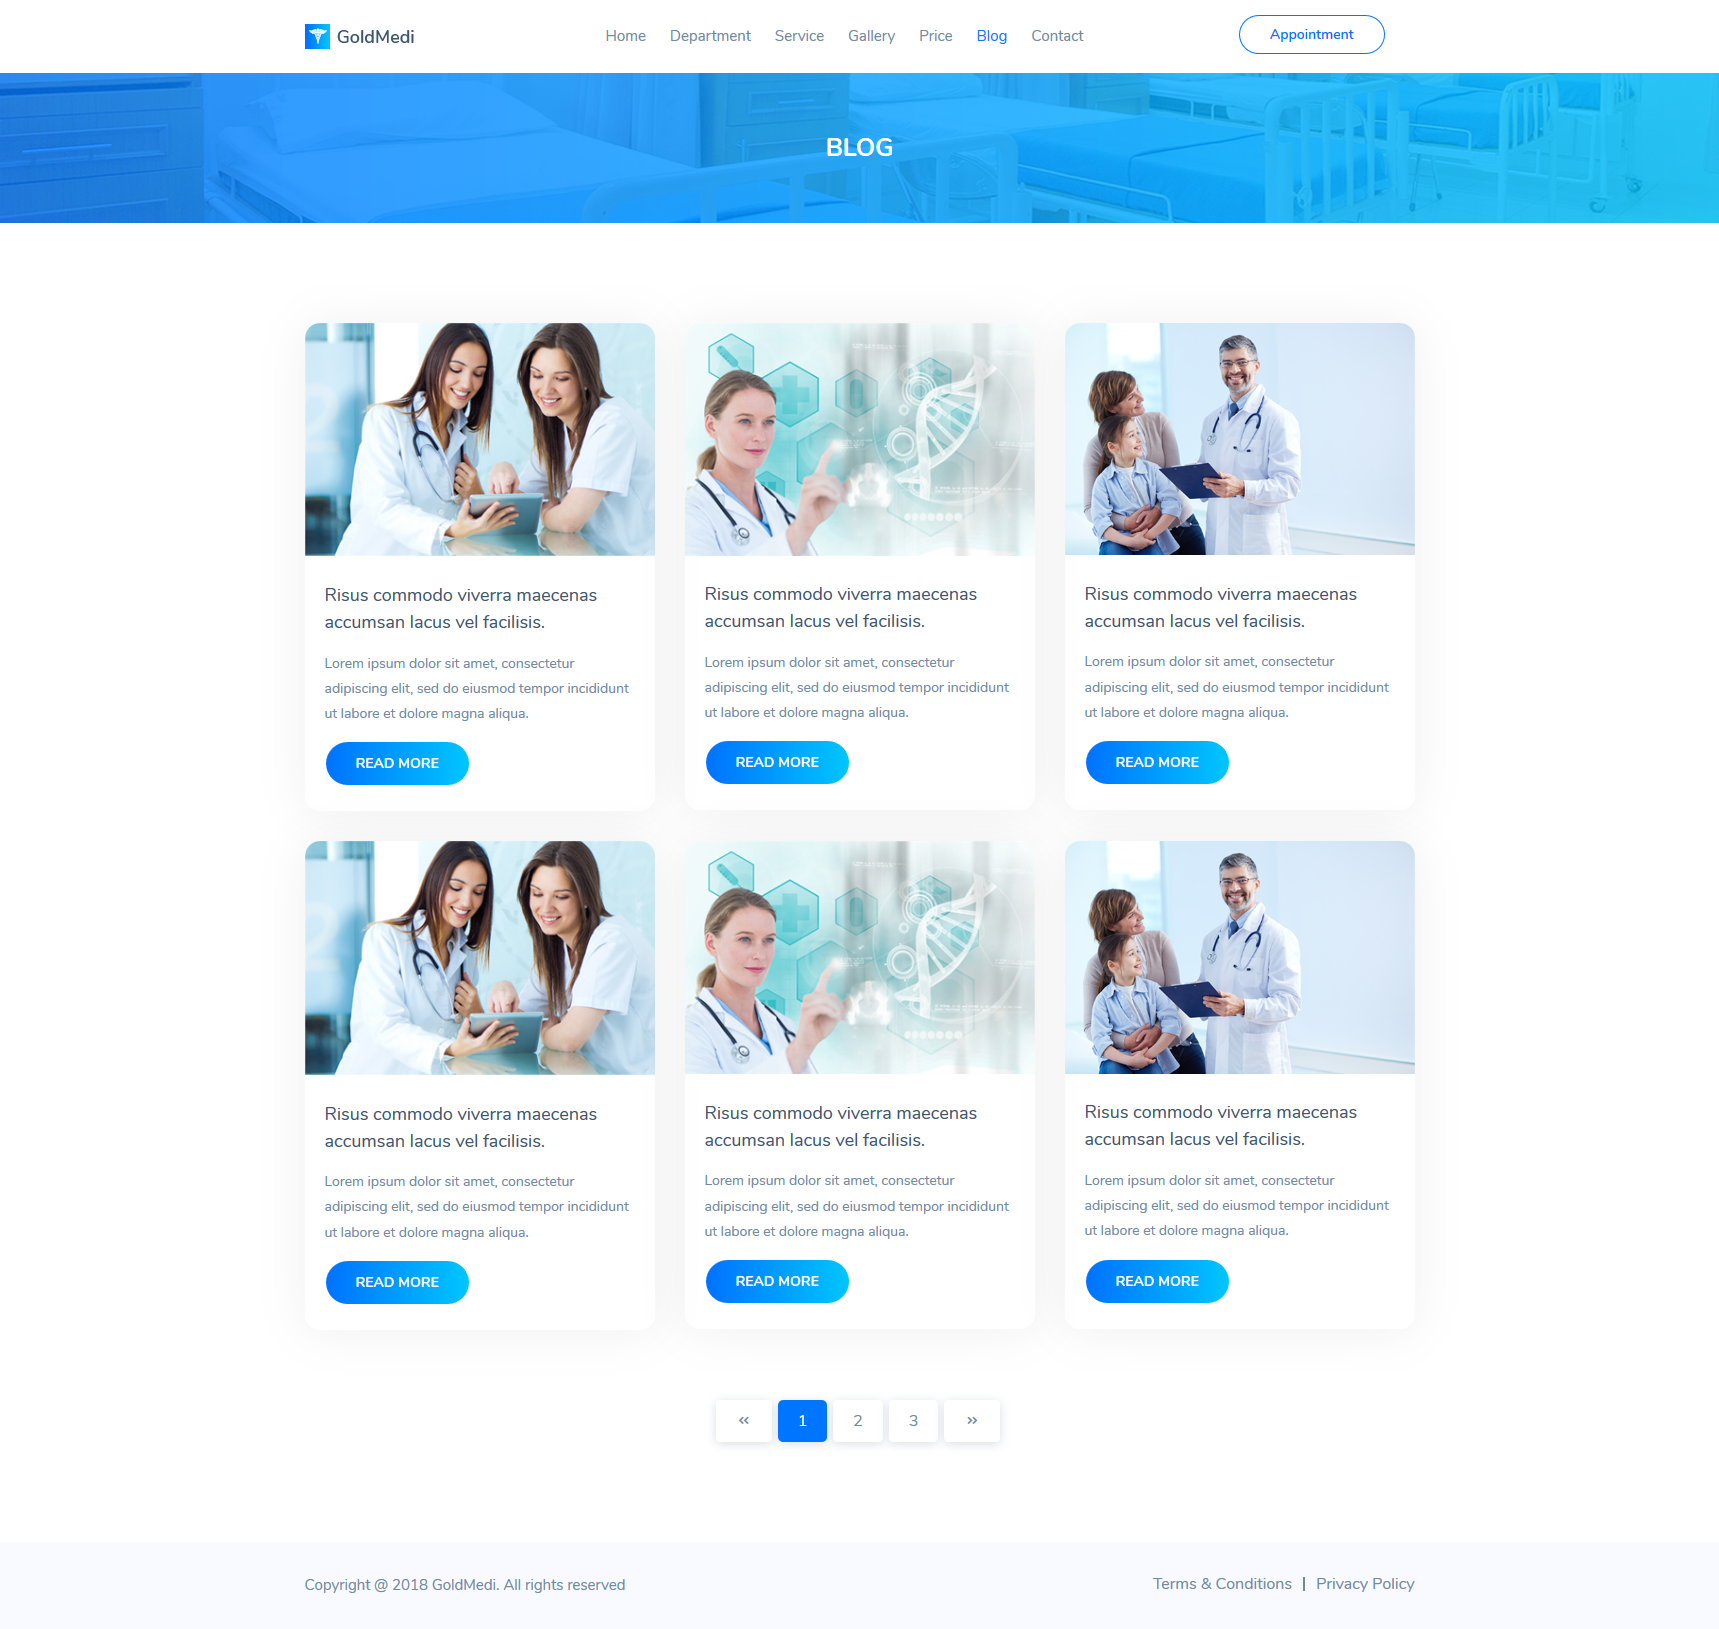 GoldMedi
Home Department Service Gallery Price Blog Contact
Appointment
BLOG
Risus commodo viverra maecenas
accumsan lacus vel facilisis.
Lorem ipsum dolor sit amet, consectetur
adipiscing elit, sed do eiusmod tempor incididunt
ut labore et dolore magna aliqua.
READ MORE
Risus commodo viverra maecenas
accumsan lacus vel facilisis.
Lorem ipsum dolor sit amet, consectetur
adipiscing elit, sed do eiusmod tempor incididunt
ut labore et dolore magna aliqua.
READ MORE
Risus commodo viverra maecenas
accumsan lacus vel facilisis.
Lorem ipsum dolor sit amet, consectetur
adipiscing elit, sed do eiusmod tempor incididunt
ut labore et dolore magna aliqua.
READ MORE
Risus commodo viverra maecenas
accumsan lacus vel facilisis.
Lorem ipsum dolor sit amet, consectetur
adipiscing elit, sed do eiusmod tempor incididunt
ut labore et dolore magna aliqua.
READ MORE
Risus commodo viverra maecenas
accumsan lacus vel facilisis.
Lorem ipsum dolor sit amet, consectetur
adipiscing elit, sed do eiusmod tempor incididunt
ut labore et dolore magna aliqua.
READ MORE
Risus commodo viverra maecenas
accumsan lacus vel facilisis.
Lorem ipsum dolor sit amet, consectetur
adipiscing elit, sed do eiusmod tempor incididunt
ut labore et dolore magna aliqua.
READ MORE
« 1 2 3 »
Copyright @ 2018 GoldMedi. All rights reserved
Terms & Conditions | Privacy Policy